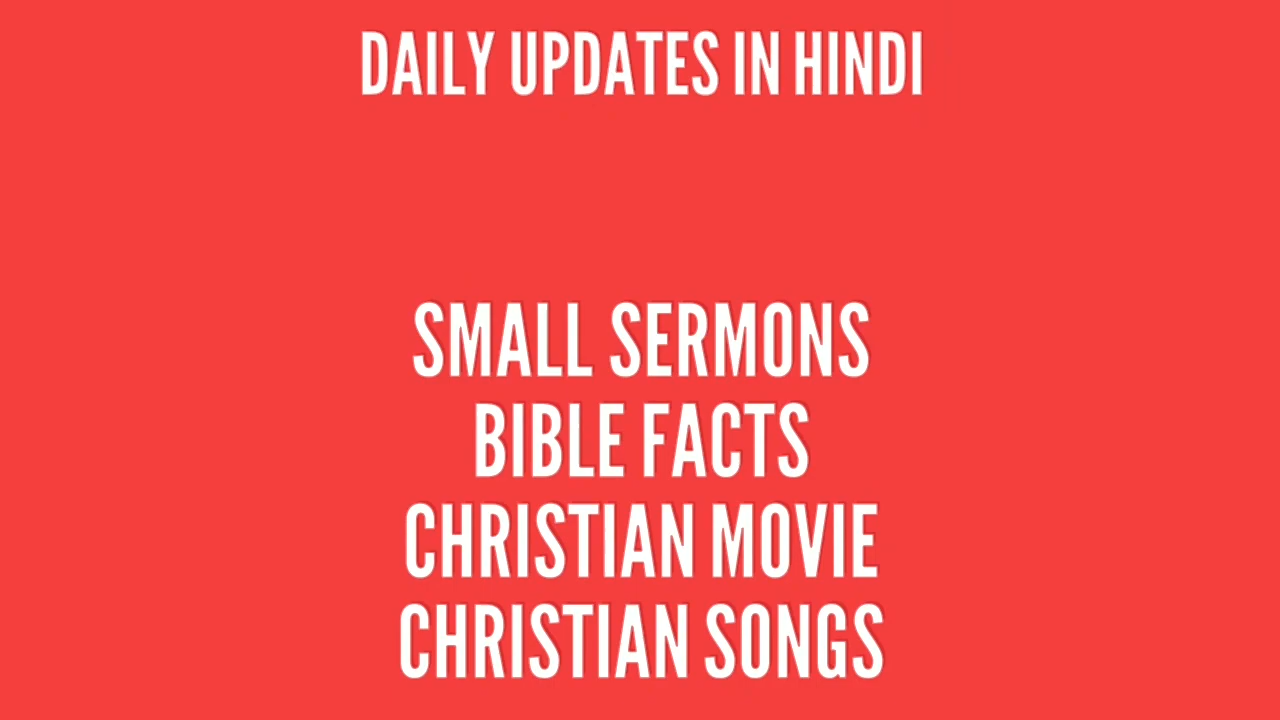 DAILY UPDATES IN HINDI
SMALL SERMONS
BIBLE FACTS
CHRISTIAN MOVIE
CHRISTIAN SONGS